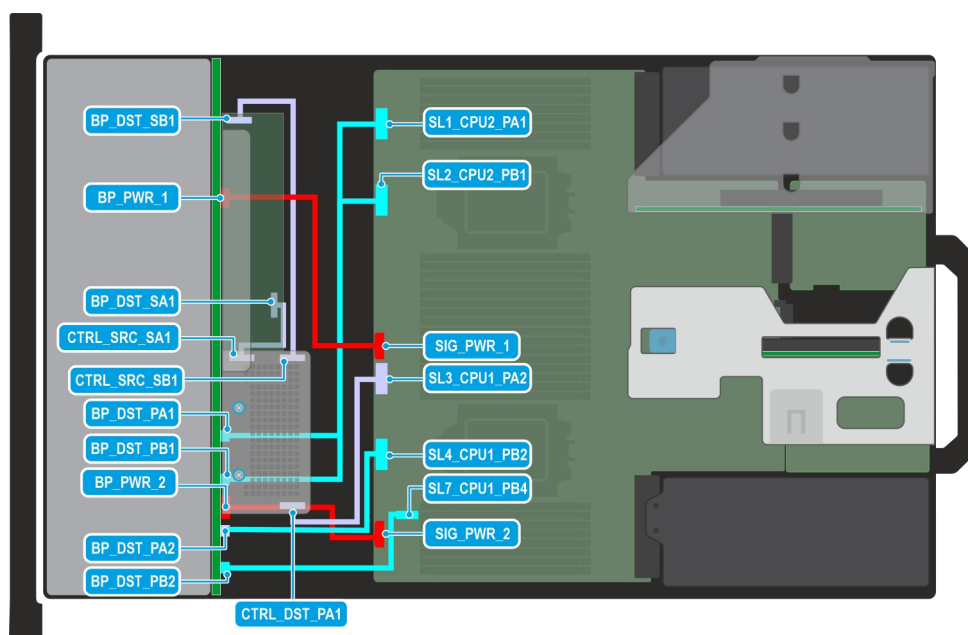 BP_DST_SB1
BP_PWR_1
BP_DST_SA1
CTRL_SRC_SA1
CTRL_SRC_SB1
BP_DST_PA1
BP_DST_PB1
BP_PWR_2
BP_DST_PA2
BP_DST_PB2
CTRL_DST_PA1
SL1_CPU2_PA1
SL2_CPU2_PB1
SIG_PWR_1
SL3_CPU1_PA2
SL4_CPU1_PB2
SL7_CPU1_PB4
SIG_PWR_2